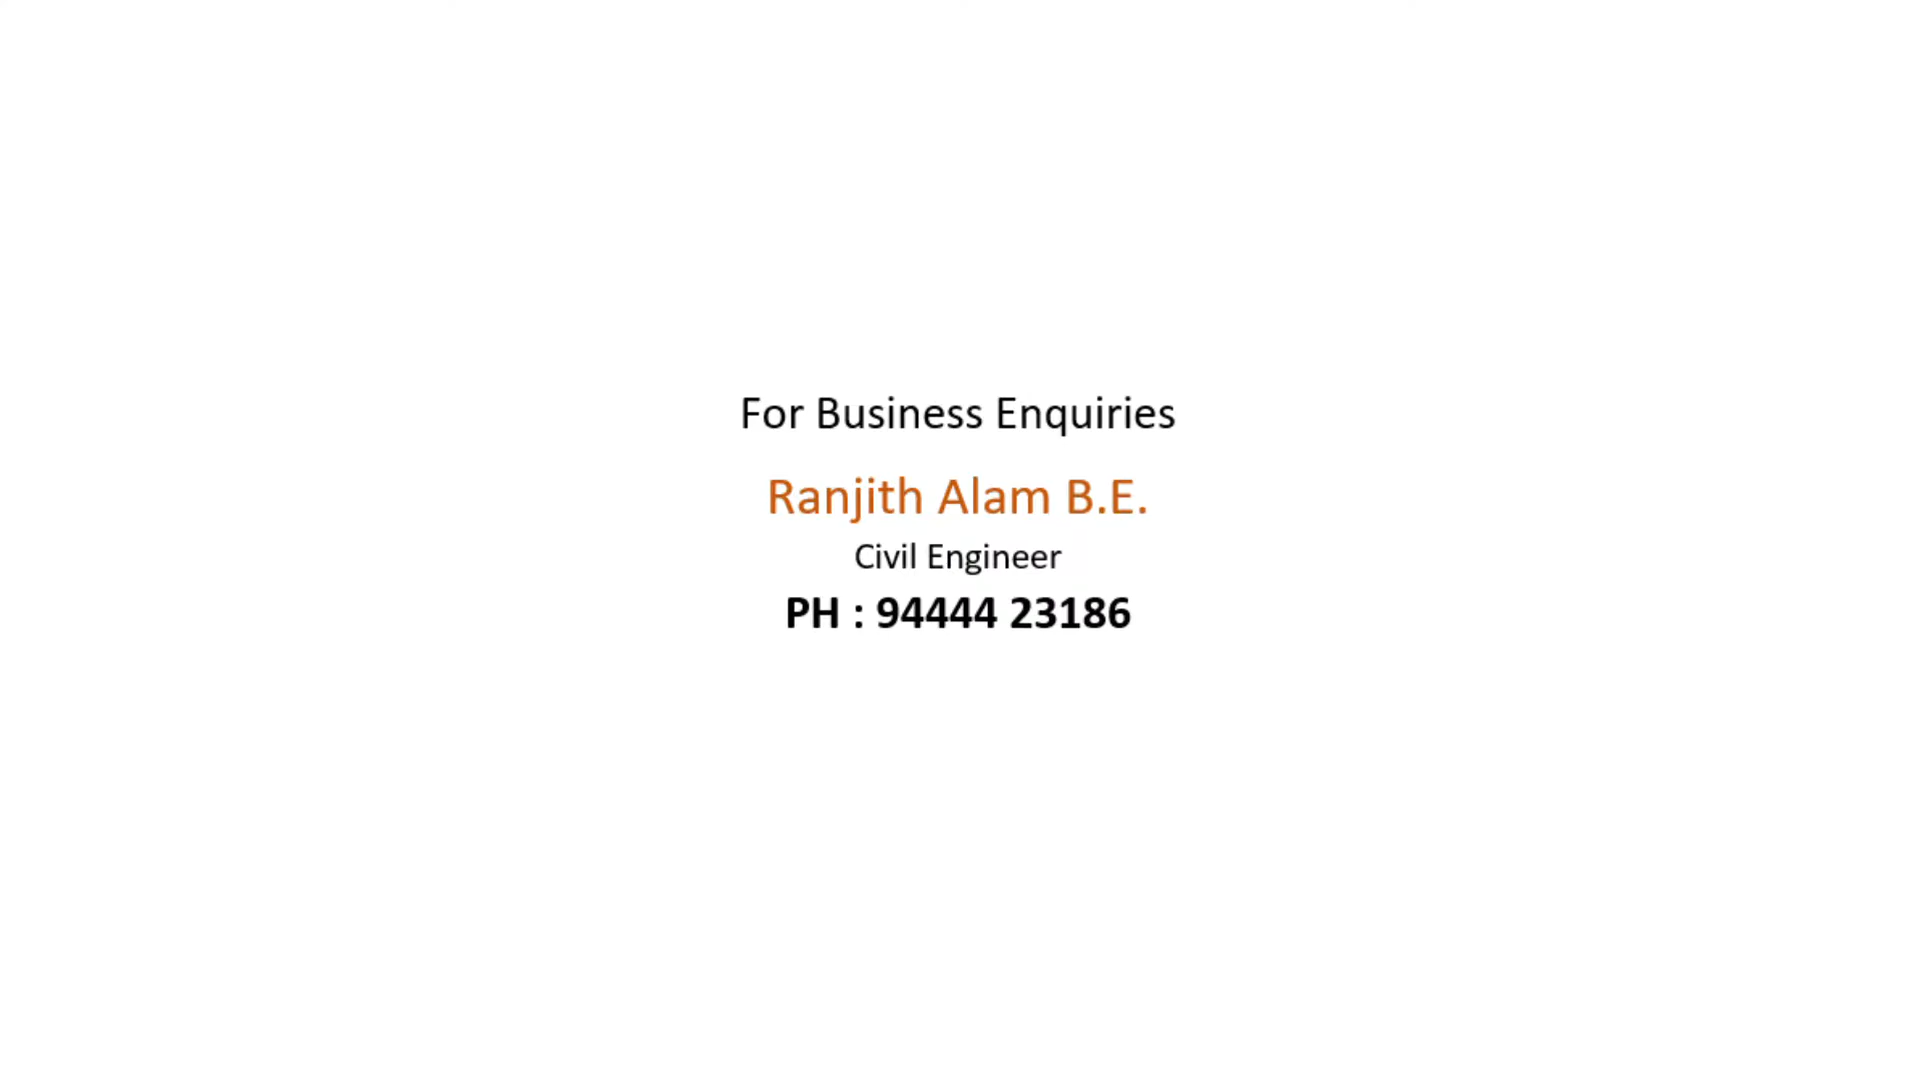 For Business Enquiries
Ranjith Alam B.E.
Civil Engineer
PH : 94444 23186